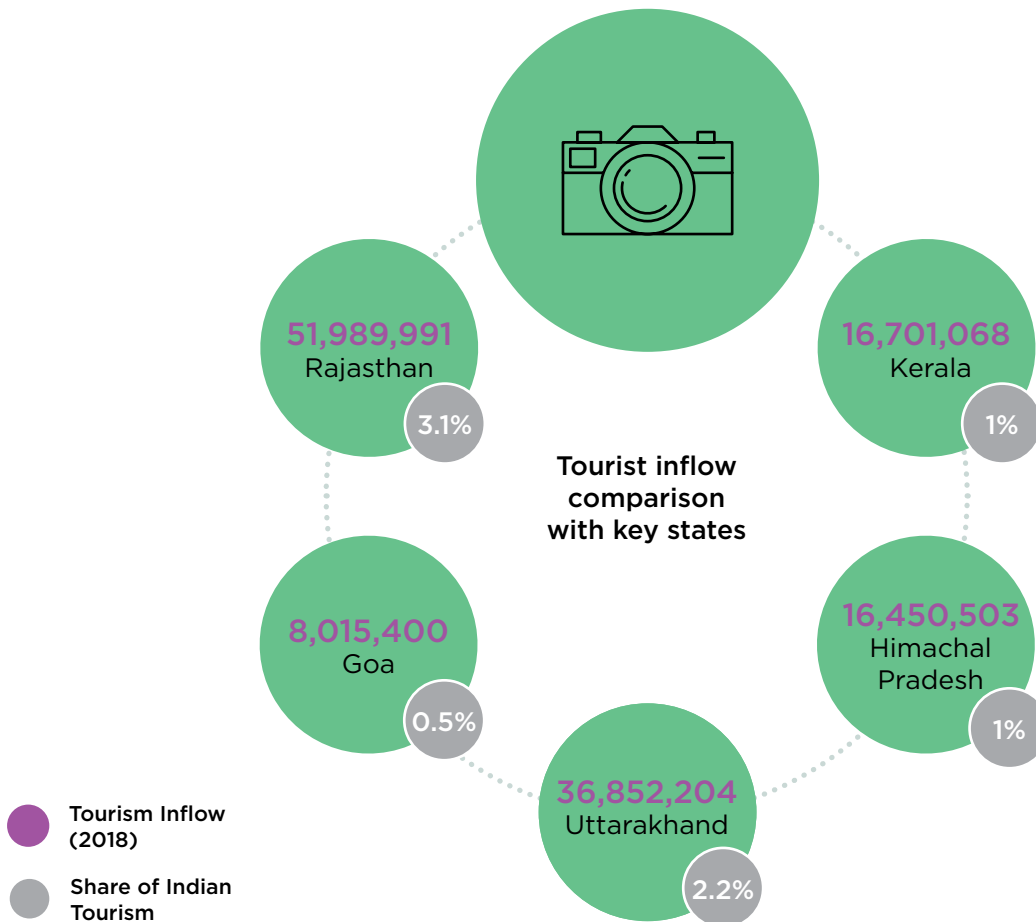 51,989,991
Rajasthan
3.1%
16,701,068
Kerala
1%
Tourist inflow
comparison
with key states
8,015,400
Goa
0.5%
16,450,503
Himachal
Pradesh
1%
36,852,204
Uttarakhand
2.2%
Tourism Inflow
(2018)
Share of Indian
Tourism